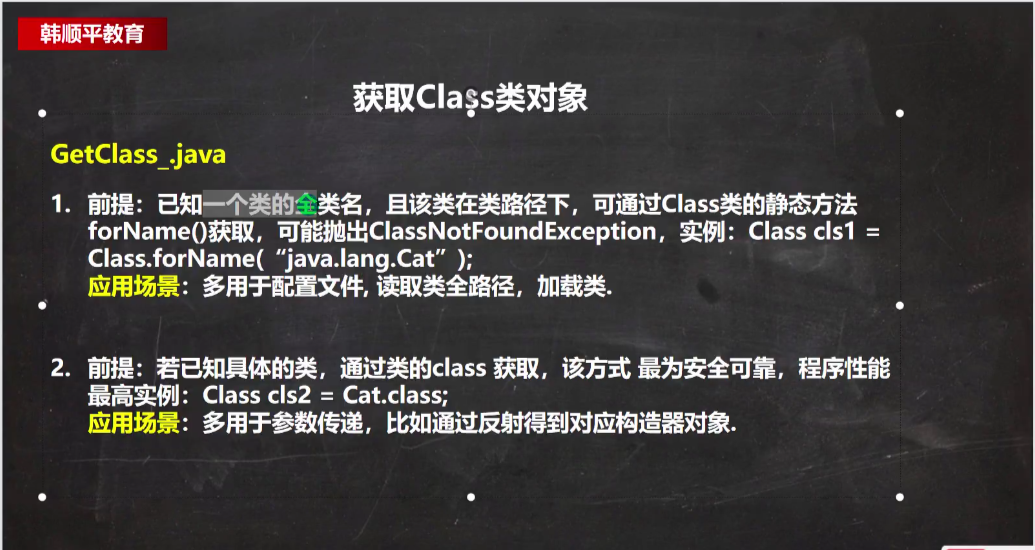 韩顺平教育
获取Class类对象
GetClass_.java
1. 前提：已知一个类的全类名，且该类在类路径下，可通过Class类的静态方法
forName()获取，可能抛出ClassNotFoundException，实例：Class cls1 =
Class.forName( “java.lang.Cat” );
应用场景：多用于配置文件, 读取类全路径，加载类.
2. 前提：若已知具体的类，通过类的class 获取，该方式 最为安全可靠，程序性能
最高实例：Class cls2 = Cat.class;
应用场景：多用于参数传递，比如通过反射得到对应构造器对象.